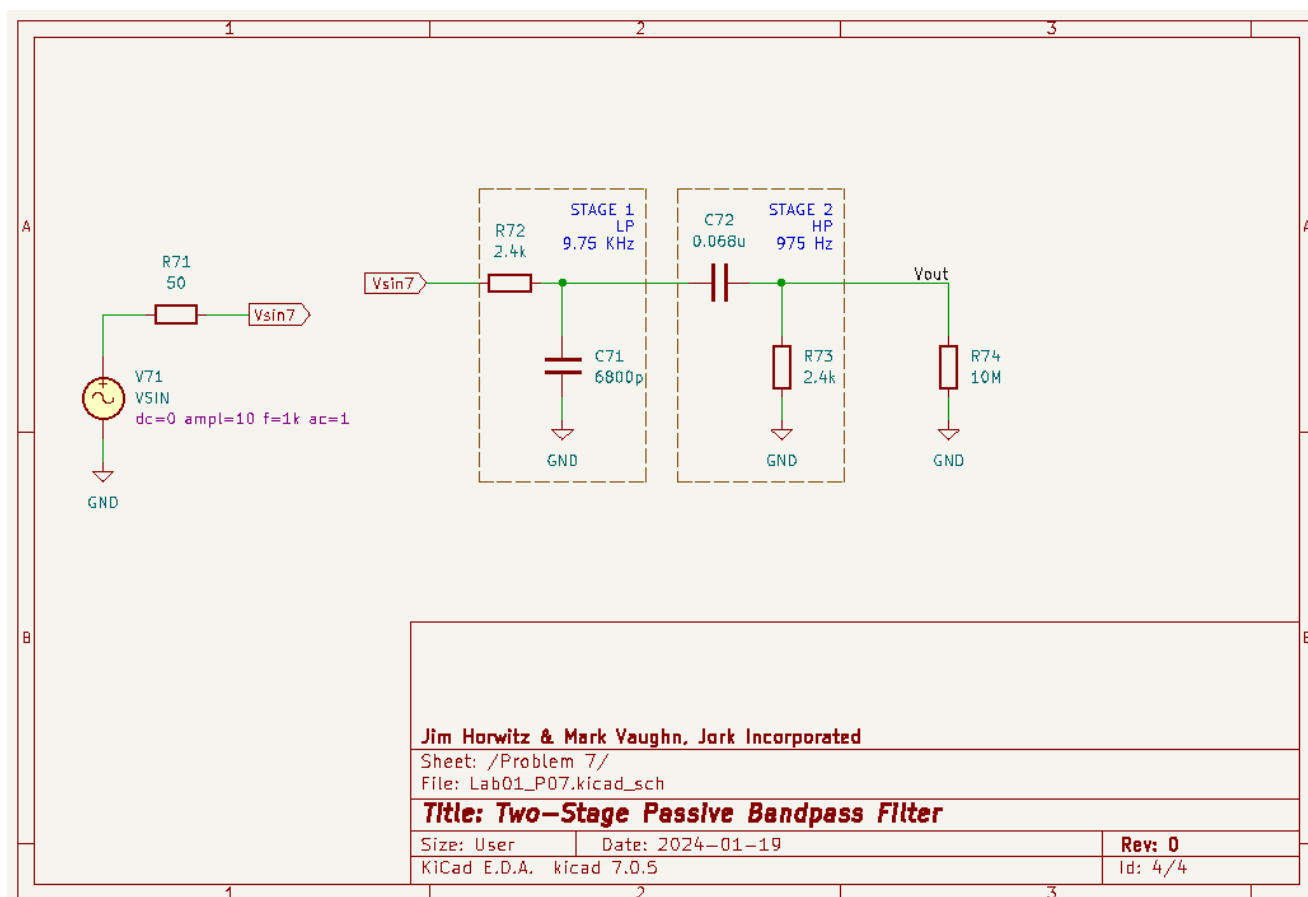 1 2 3
A A
STAGE 1
LP
9.75 KHz
STAGE 2
HP
975 Hz
R72
2.4k
C72
0.068u
R71
50
Vsin7
Vsin7
Vout
C71
6800p
R73
2.4k
R74
10M
V71
VSIN
dc=0 ampl=10 f=1k ac=1
GND
GND
GND
GND
B B
Jim Horwitz & Mark Vaughn, Jark Incorporated
Sheet: /Problem 7/
File: Lab01_P07.kicad_sch
Title: Two-Stage Passive Bandpass Filter
Size: User Date: 2024-01-19 Rev: 0
KiCad E.D.A. kicad 7.0.5 Id: 4/4
1 2 3